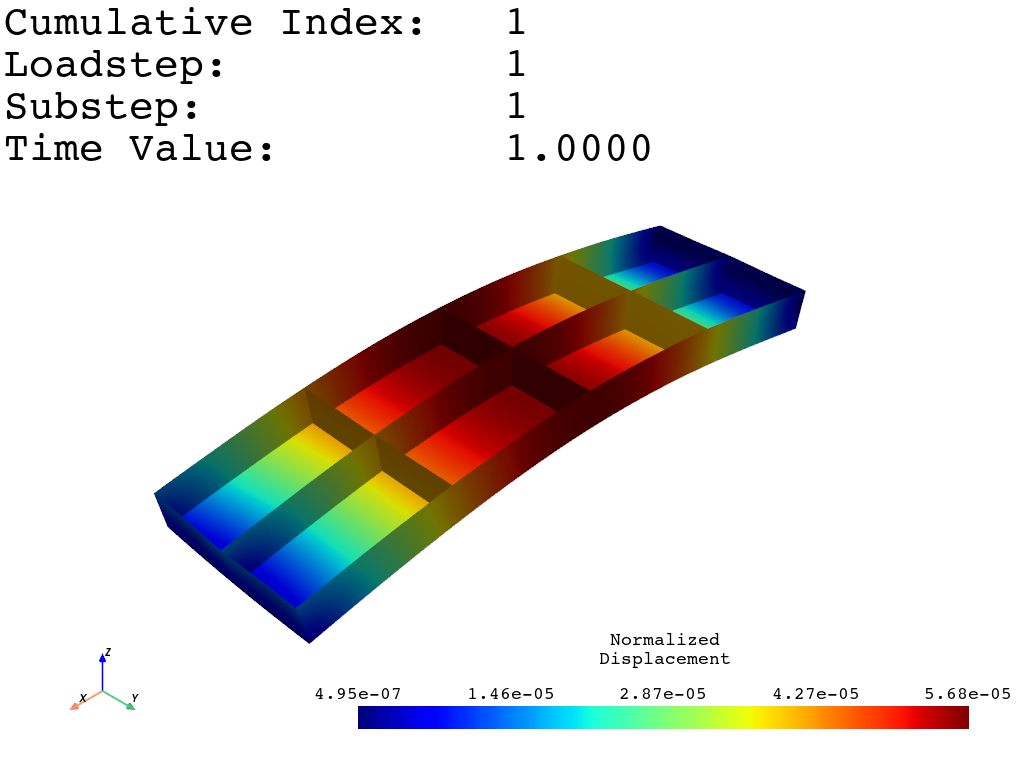 Cumulative Index: 1
Loadstep: 1
Substep: 1
Time Value: 1.0000
Z
X Y
Normalized
Displacement
4.95e-07 1.46e-05 2.87e-05 4.27e-05 5.68e-05